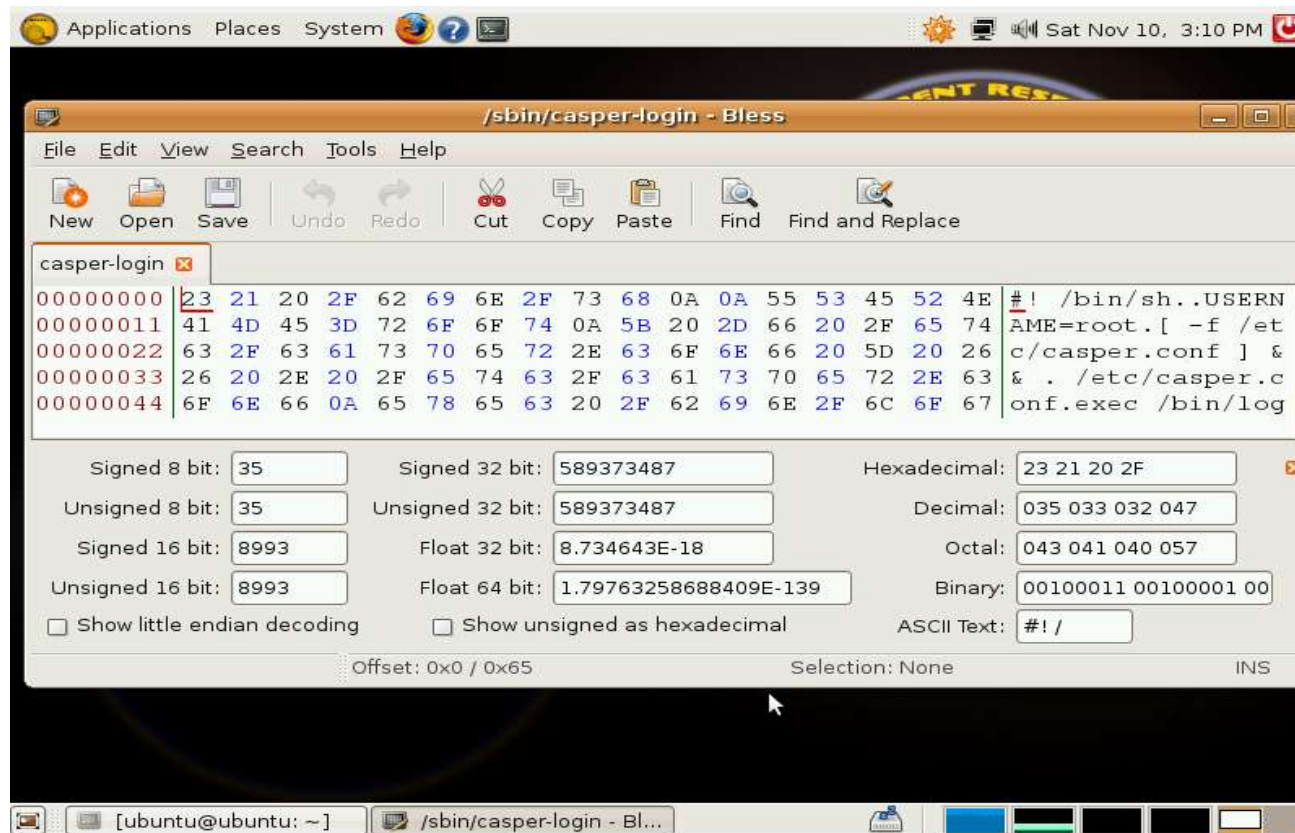 Applications Places System Sat Nov 10, 3:10 PM
ENT RES
/sbin/casper-login - Bless
File Edit View Search Tools Help
New Open Save Undo Redo Cut Copy Paste Find Find and Replace
casper-login
00000000 23 21 20 2F 62 69 6E 2F 73 68 0A 0A 55 53 45 52 4E #! /bin/sh..USERN
00000011 41 4D 45 3D 72 6F 6F 74 0A 5B 20 2D 66 20 2F 65 74 AME=root.[ -f /et
00000022 63 2F 63 61 73 70 65 72 2E 63 6F 6E 66 20 5D 20 26 c/casper.conf ] &
00000033 26 20 2E 20 2F 65 74 63 2F 63 61 73 70 65 72 2E 63 & . /etc/casper.c
00000044 6F 6E 66 0A 65 78 65 63 20 2F 62 69 6E 2F 6C 6F 67 onf.exec /bin/log
Signed 8 bit: 35 Signed 32 bit: 589373487 Hexadecimal: 23 21 20 2F
Unsigned 8 bit: 35 Unsigned 32 bit: 589373487 Decimal: 035 033 032 047
Signed 16 bit: 8993 Float 32 bit: 8.734643E-18 Octal: 043 041 040 057
Unsigned 16 bit: 8993 Float 64 bit: 1.79763258688409E-139 Binary: 00100011 00100001 00
Show little endian decoding Show unsigned as hexadecimal ASCII Text: #! /
Offset: 0x0 / 0x65 Selection: None INS
[ubuntu@ubuntu: ~] /sbin/casper-login - Bl...